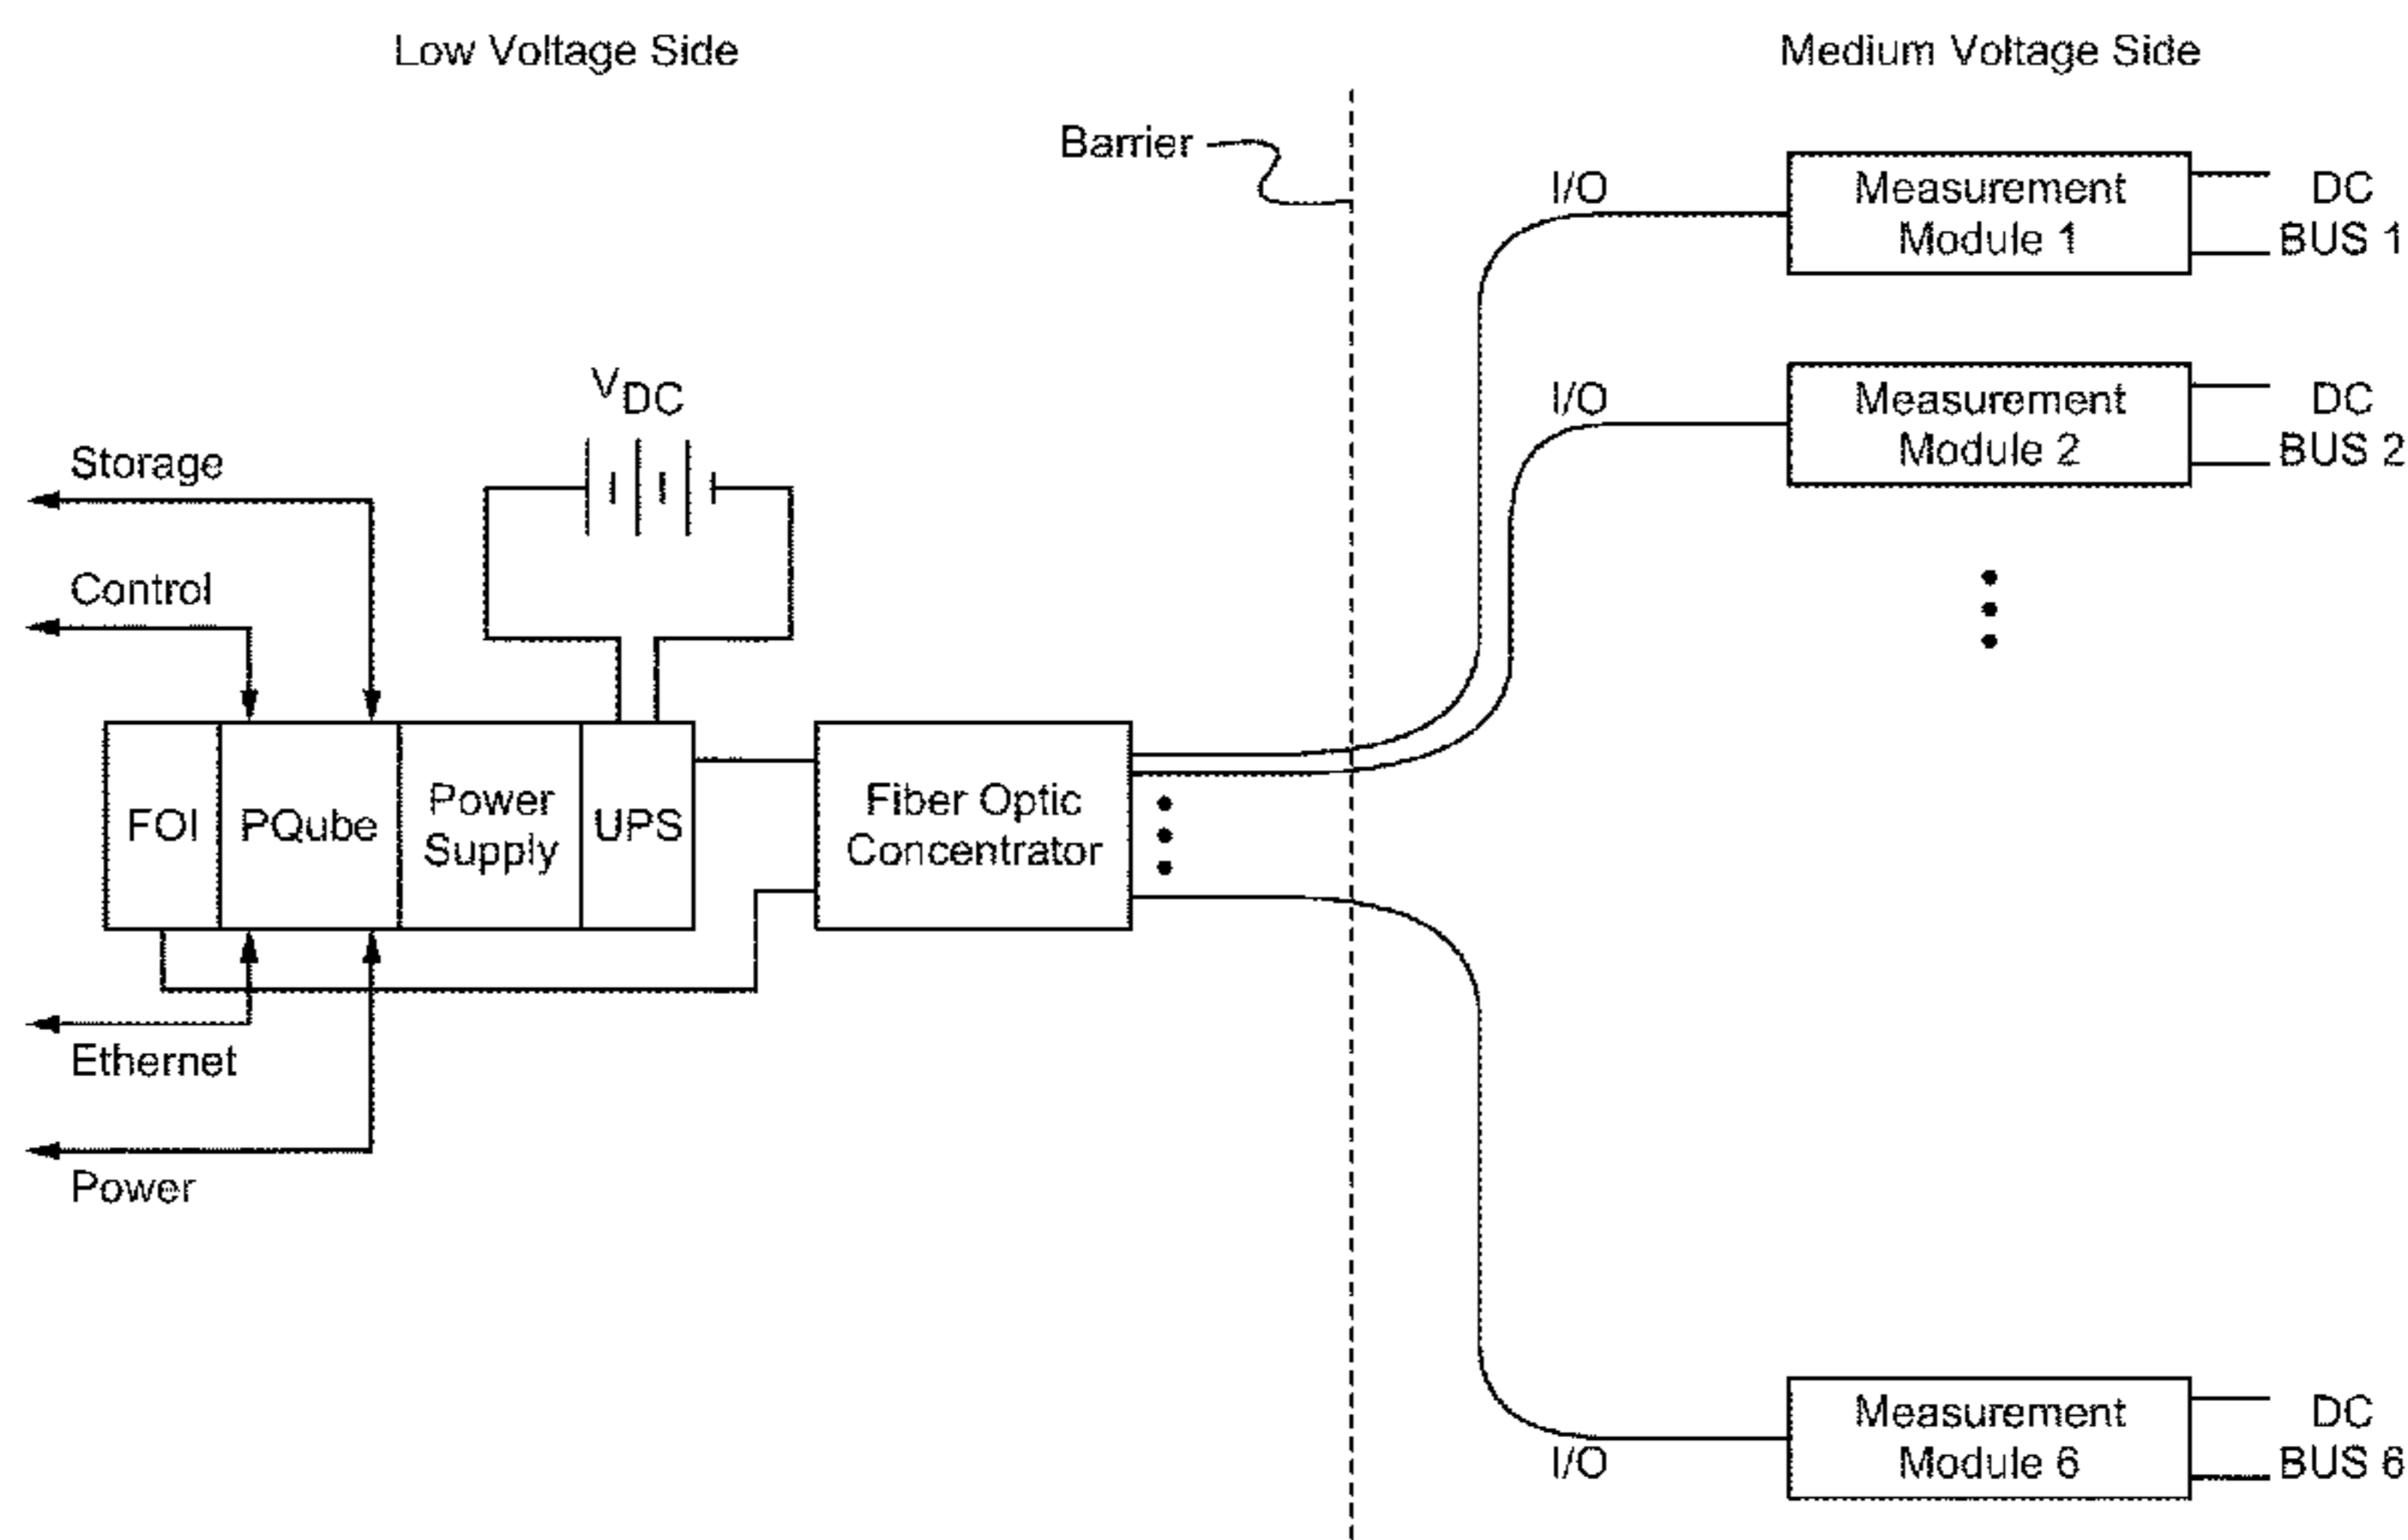 Low Voltage Side
Medium Voltage Side
Barrier
I/O
Measurement
Module 1
DC
BUS 1
I/O
Measurement
Module 2
DC
BUS 2
VDC
Storage
Control
FOI
PQube
Power
Supply
UPS
Fiber Optic
Concentrator
Ethernet
Power
I/O
Measurement
Module 6
DC
BUS 6